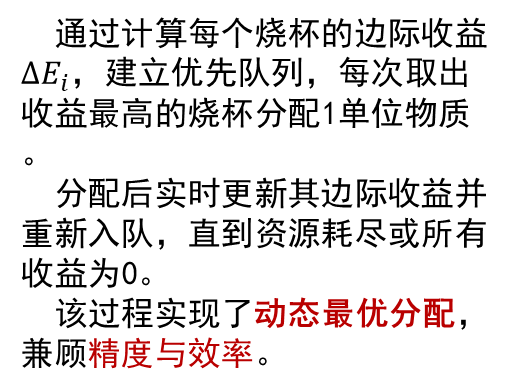 通过计算每个烧杯的边际收益
Δ𝐸𝑖，建立优先队列，每次取出
收益最高的烧杯分配1单位物质
。
分配后实时更新其边际收益并
重新入队，直到资源耗尽或所有
收益为0。
该过程实现了动态最优分配，
兼顾精度与效率。